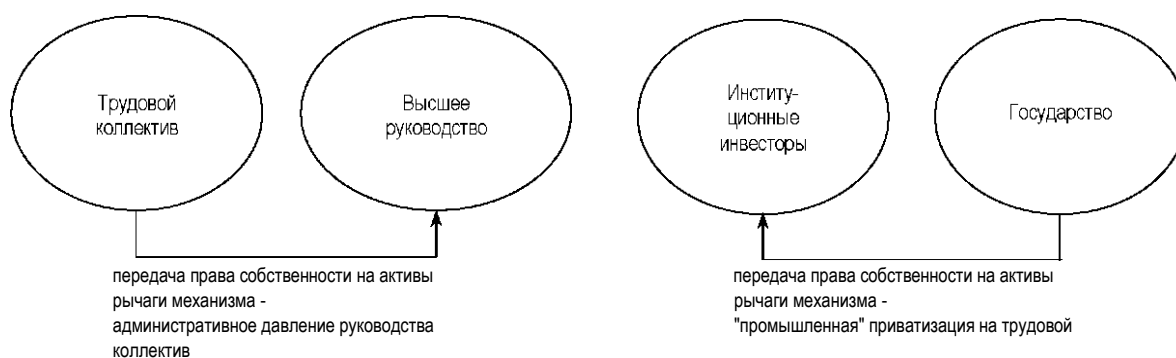 Трудовой
коллектив
Высшее
руководство
Институ-
ционные
инвесторы
Государство
передача права собственности на активы
рычаги механизма -
административное давление руководства
коллектив
передача права собственности на активы
рычаги механизма -
"промышленная" приватизация на трудовой